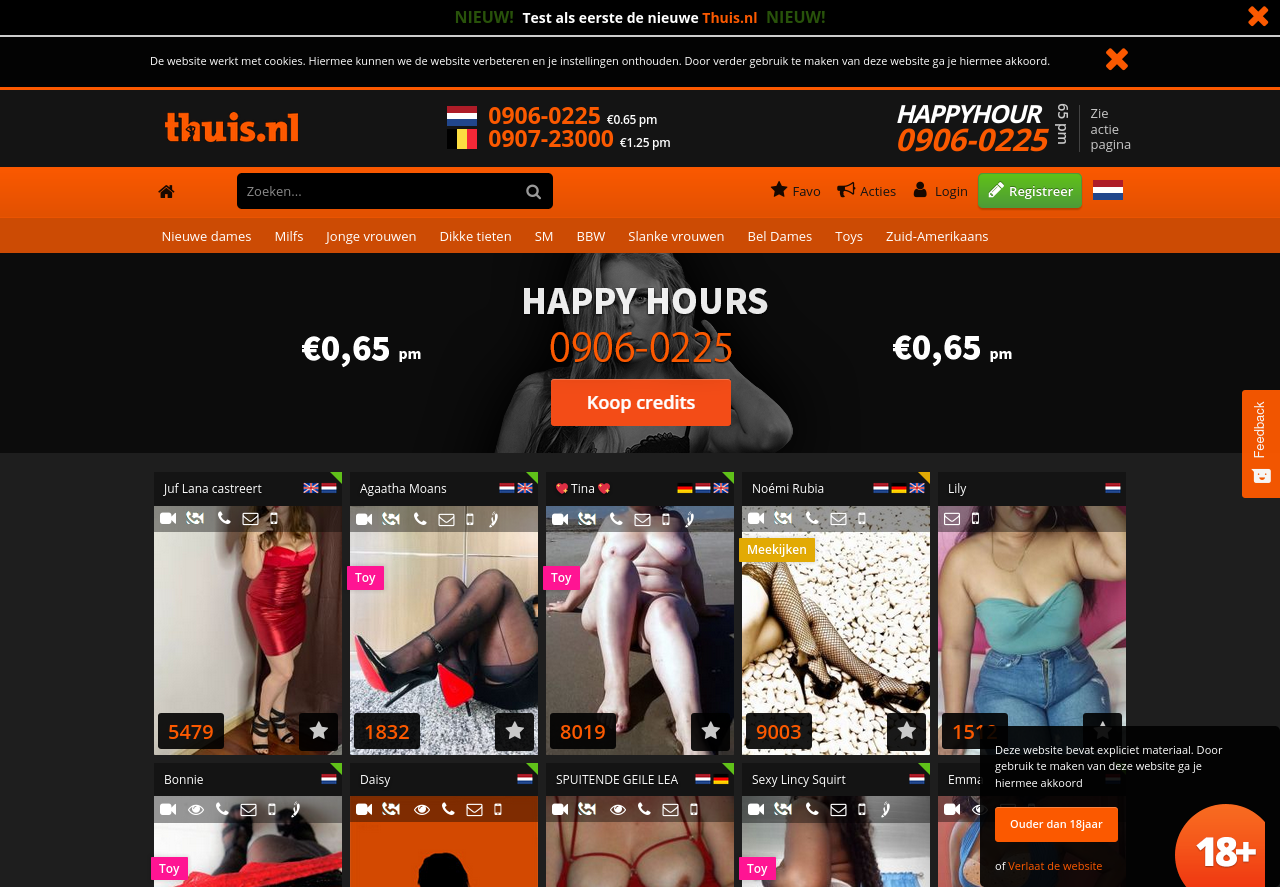 NIEUW! Test als eerste de nieuwe Thuis.nl NIEUW!
De website werkt met cookies. Hiermee kunnen we de website verbeteren en je instellingen onthouden. Door verder gebruik te maken van deze website ga je hiermee akkoord.
thuis.nl
0906-0225 €0.65 pm
0907-23000 €1.25 pm
HAPPYHOUR
0906-0225
65 pm
Zie
actie
pagina
Zoeken...
Favo
Acties
Login
Registreer
Nieuwe dames Milfs Jonge vrouwen Dikke tieten SM BBW Slanke vrouwen Bel Dames Toys Zuid-Amerikaans
HAPPY HOURS
€0,65 pm
0906-0225
€0,65 pm
Koop credits
Feedback
Juf Lana castreert
Agaatha Moans
Tina
Noémi Rubia
Lily
Meekijken
Toy
Toy
5479
1832
8019
9003
1512
Bonnie
Daisy
SPUITENDE GEILE LEA
Sexy Lincy Squirt
Emma
Toy
Toy
Deze website bevat expliciet materiaal. Door
gebruik te maken van deze website ga je
hiermee akkoord
Ouder dan 18jaar
of Verlaat de website
18+